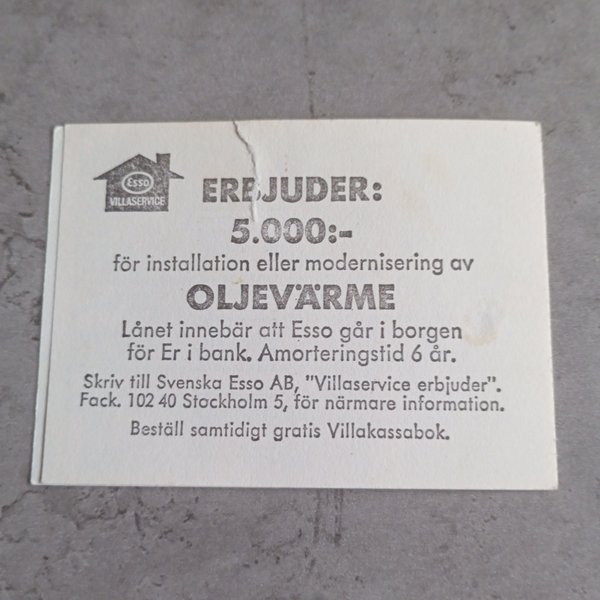 Esso
VILLASERVICE
ERBJUDER:
5.000:-
för installation eller modernisering av
OLJEVÄRME
Lånet innebär att Esso går i borgen
för Er i bank. Amorteringstid 6 år.
Skriv till Svenska Esso AB, "Villaservice erbjuder".
Fack. 102 40 Stockholm 5, för närmare information.
Beställ samtidigt gratis Villakassabok.